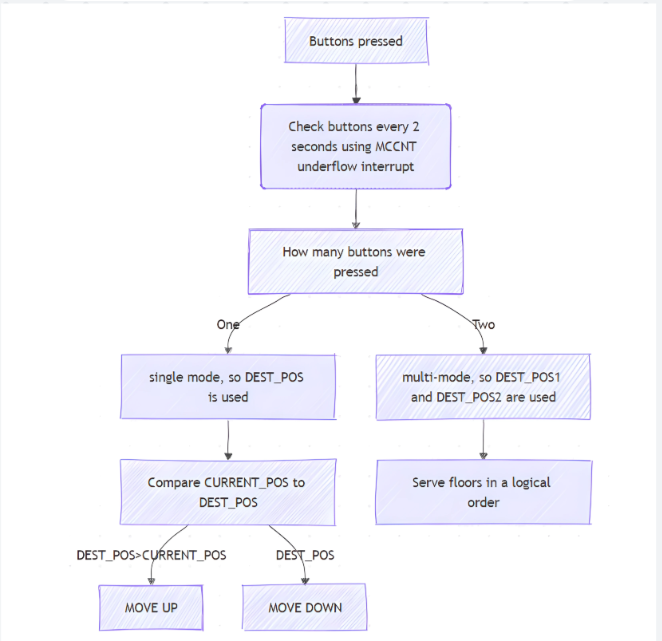 Buttons pressed
Check buttons every 2
seconds using MCCNT
underflow interrupt
How many buttons were
pressed
One
Two
single mode, so DEST_POS
is used
multi-mode, so DEST_POS1
and DEST_POS2 are used
Compare CURRENT_POS to
DEST_POS
Serve floors in a logical
order
DEST_POS>CURRENT_POS
DEST_POS
MOVE UP
MOVE DOWN